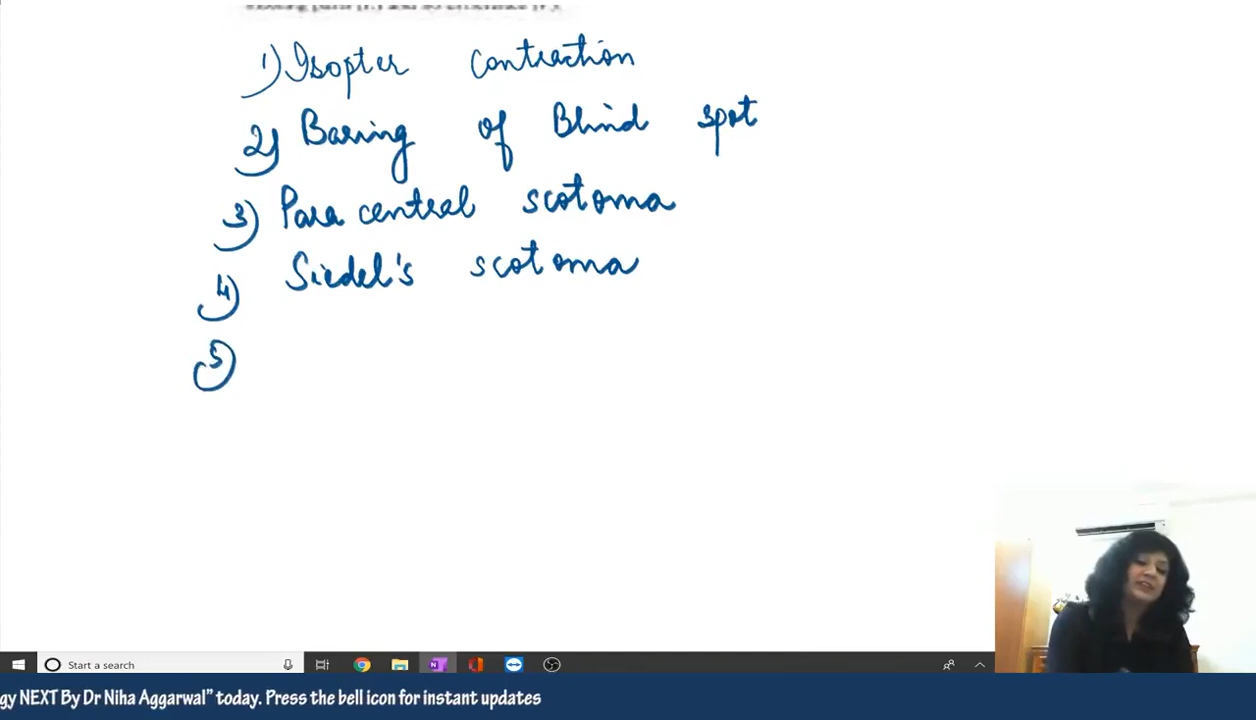 1) Isopter contraction
2) Baring of Blind spot
3) Para central scotoma
4) Siedel's scotoma
5)
Start a search
gy NEXT By Dr Niha Aggarwal" today. Press the bell icon for instant updates